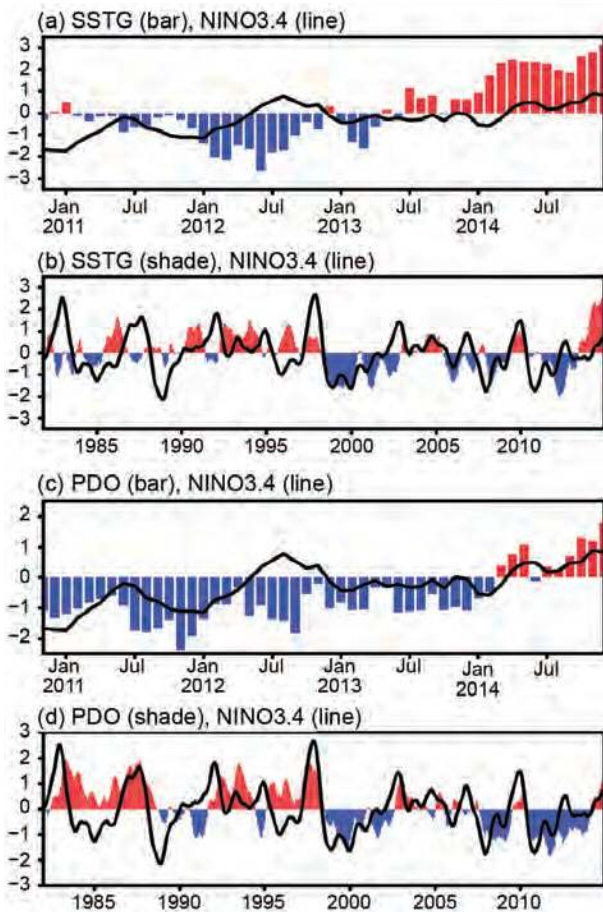 (a) SSTG (bar), NINO3.4 (line)
3
2
1
0
−1
−2
−3
Jan Jul Jan Jul Jan Jul Jan Jul
2011 2012 2013 2014
(b) SSTG (shade), NINO3.4 (line)
3
2
1
0
−1
−2
−3
1985 1990 1995 2000 2005 2010
(c) PDO (bar), NINO3.4 (line)
2
1
0
−1
−2
Jan Jul Jan Jul Jan Jul Jan Jul
2011 2012 2013 2014
(d) PDO (shade), NINO3.4 (line)
3
2
1
0
−1
−2
−3
1985 1990 1995 2000 2005 2010